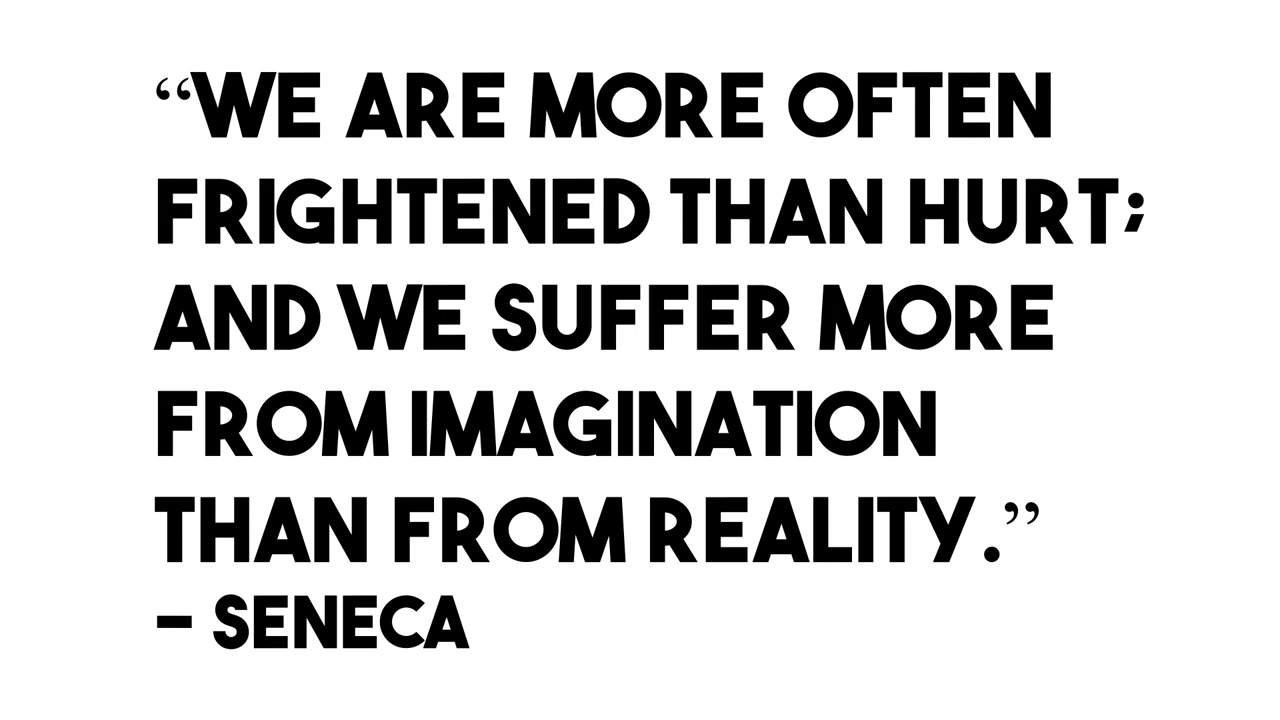 “WE ARE MORE OFTEN
FRIGHTENED THAN HURT;
AND WE SUFFER MORE
FROM IMAGINATION
THAN FROM REALITY.”
– SENECA